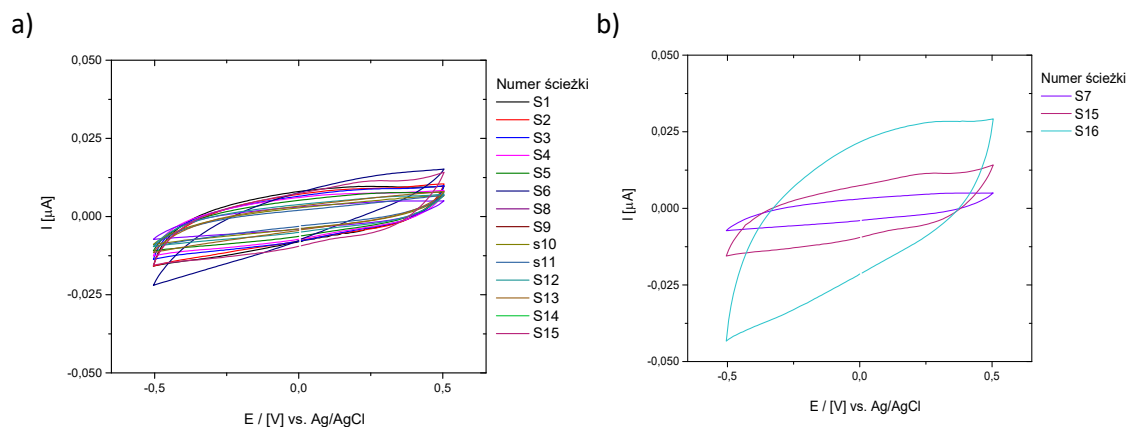 a)
0,050
0,025
0,000
-0,025
-0,050
I [µA]
-0,5
0,0
0,5
E / [V] vs. Ag/AgCl
Numer ścieżki
S1
S2
S3
S4
S5
S6
S8
S9
s10
s11
S12
S13
S14
S15
b)
0,050
0,025
0,000
-0,025
-0,050
I [µA]
-0,5
0,0
0,5
E / [V] vs. Ag/AgCl
Numer ścieżki
S7
S15
S16